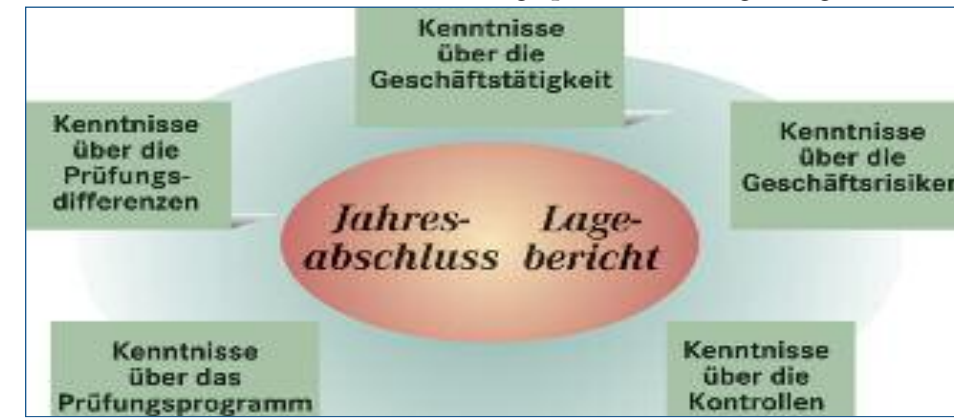 Kenntnisse
über die
Geschäftstätigkeit
Kenntnisse
über die
Prüfungs-
differenzen
Kenntnisse
über die
Geschäftsrisiken
Jahres- Lage-
abschluss bericht
Kenntnisse
über das
Prüfungsprogramm
Kenntnisse
über die
Kontrollen